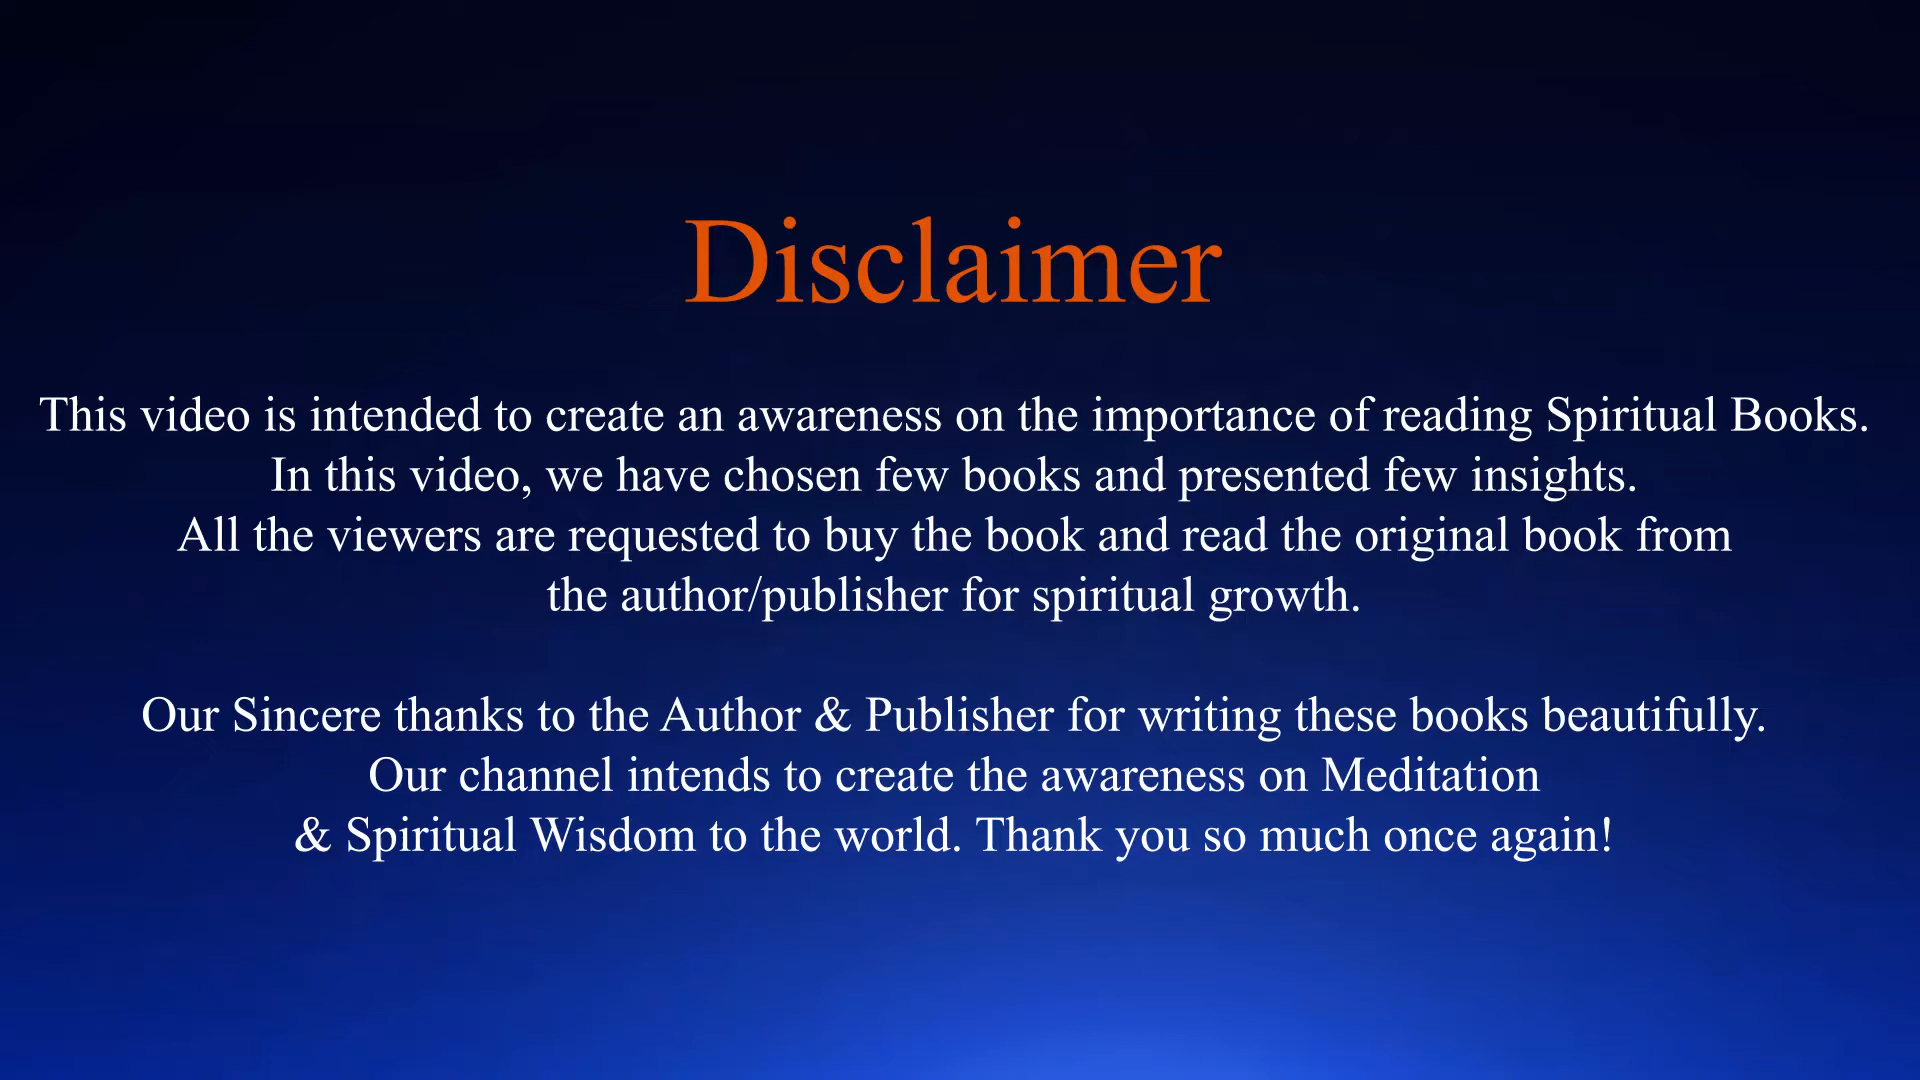 Disclaimer
This video is intended to create an awareness on the importance of reading Spiritual Books.
In this video, we have chosen few books and presented few insights.
All the viewers are requested to buy the book and read the original book from
the author/publisher for spiritual growth.
Our Sincere thanks to the Author & Publisher for writing these books beautifully.
Our channel intends to create the awareness on Meditation
& Spiritual Wisdom to the world. Thank you so much once again!